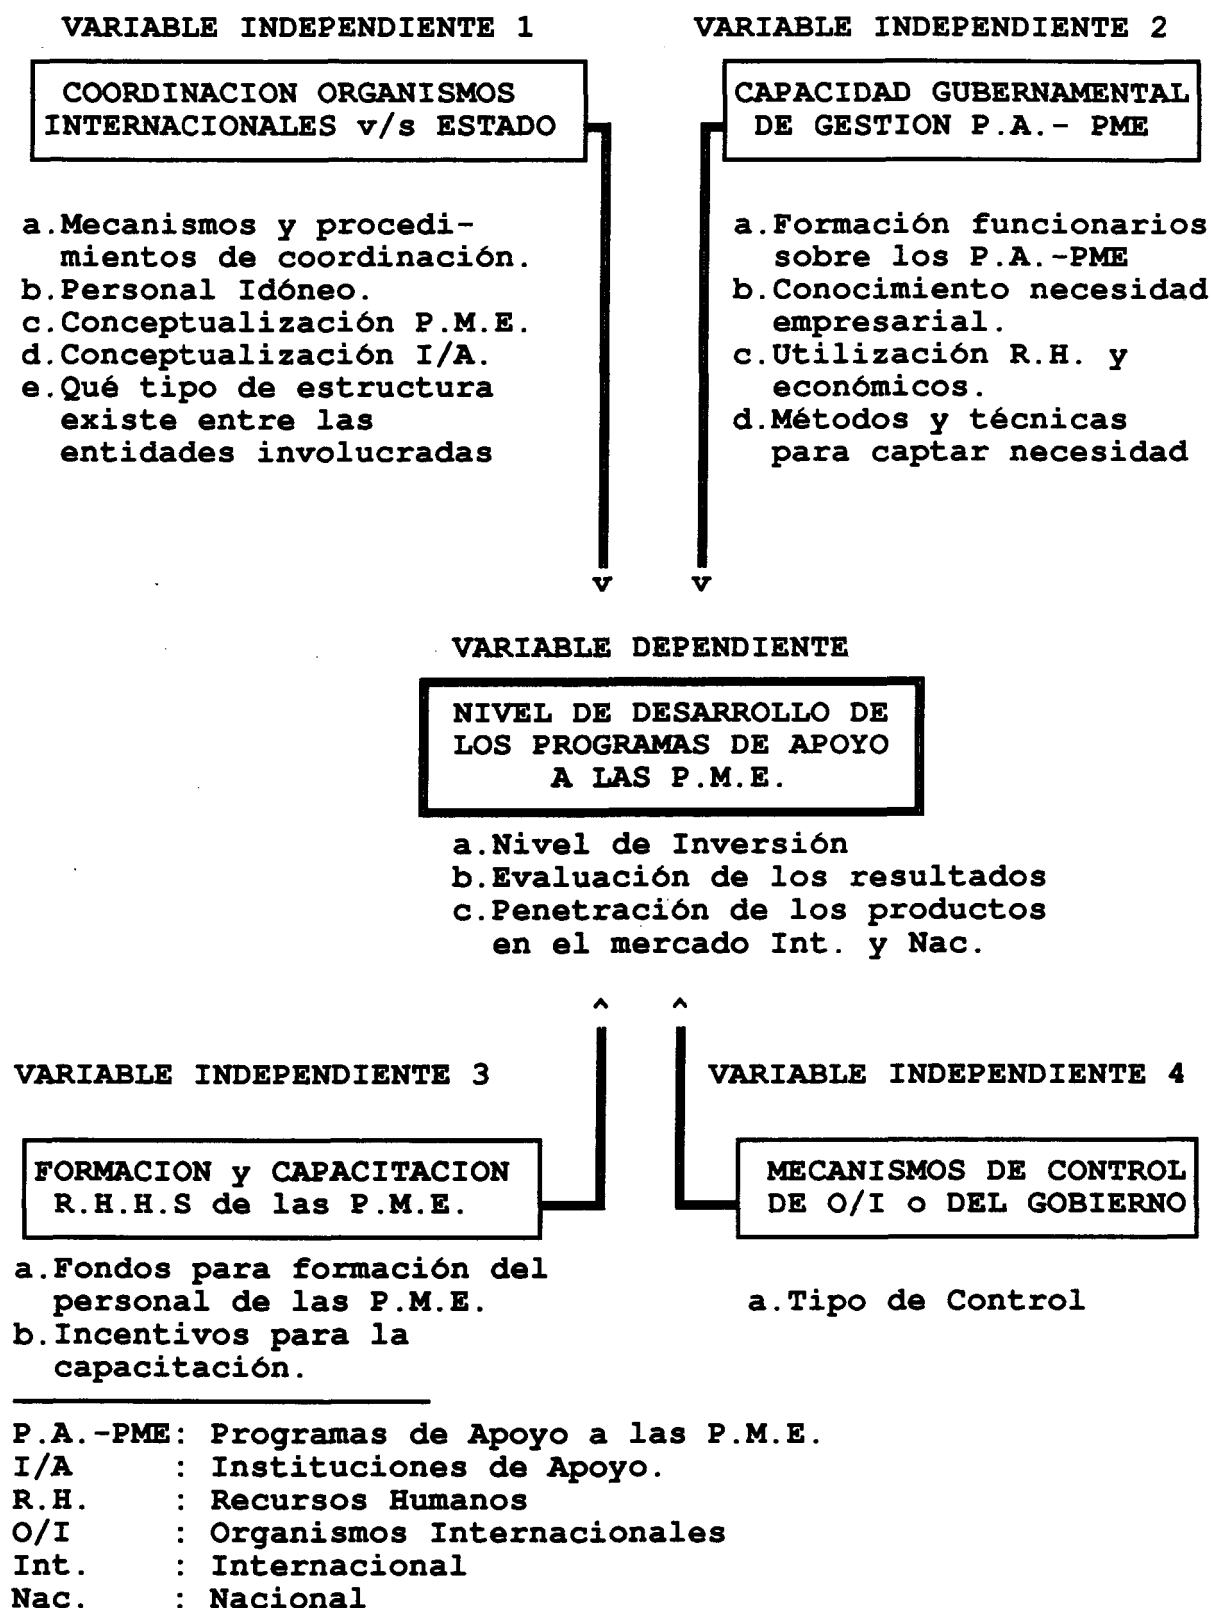 VARIABLE INDEPENDIENTE 1
COORDINACION ORGANISMOS
INTERNACIONALES v/s ESTADO
a.Mecanismos y procedi-
mientos de coordinación.
b.Personal Idóneo.
c.Conceptualización P.M.E.
d.Conceptualización I/A.
e.Qué tipo de estructura
existe entre las
entidades involucradas
VARIABLE INDEPENDIENTE 2
CAPACIDAD GUBERNAMENTAL
DE GESTION P.A.- PME
a.Formación funcionarios
sobre los P.A.-PME
b.Conocimiento necesidad
empresarial.
c.Utilización R.H. y
económicos.
d.Métodos y técnicas
para captar necesidad
v v
VARIABLE DEPENDIENTE
NIVEL DE DESARROLLO DE
LOS PROGRAMAS DE APOYO
A LAS P.M.E.
a.Nivel de Inversión
b.Evaluación de los resultados
c.Penetración de los productos
en el mercado Int. y Nac.
^ ^
VARIABLE INDEPENDIENTE 3
FORMACION y CAPACITACION
R.H.H.S de las P.M.E.
a.Fondos para formación del
personal de las P.M.E.
b.Incentivos para la
capacitación.
VARIABLE INDEPENDIENTE 4
MECANISMOS DE CONTROL
DE O/I o DEL GOBIERNO
a.Tipo de Control
P.A.-PME: Programas de Apoyo a las P.M.E.
I/A : Instituciones de Apoyo.
R.H. : Recursos Humanos
O/I : Organismos Internacionales
Int. : Internacional
Nac. : Nacional